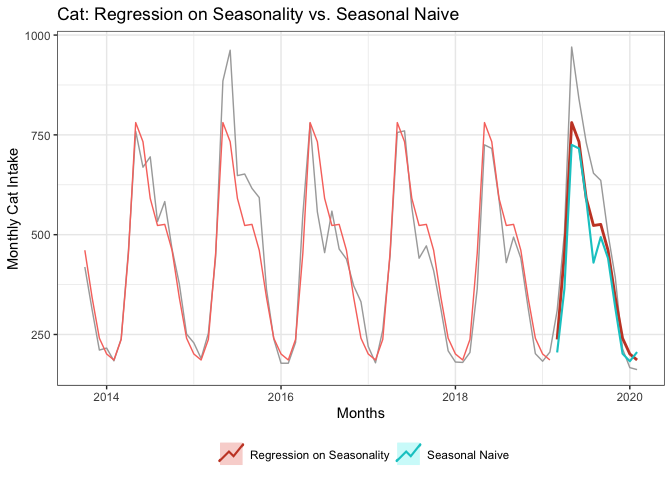 Cat: Regression on Seasonality vs. Seasonal Naive
1000
750
500
250
Monthly Cat Intake
2014
2016
2018
2020
Months
Regression on Seasonality
Seasonal Naive